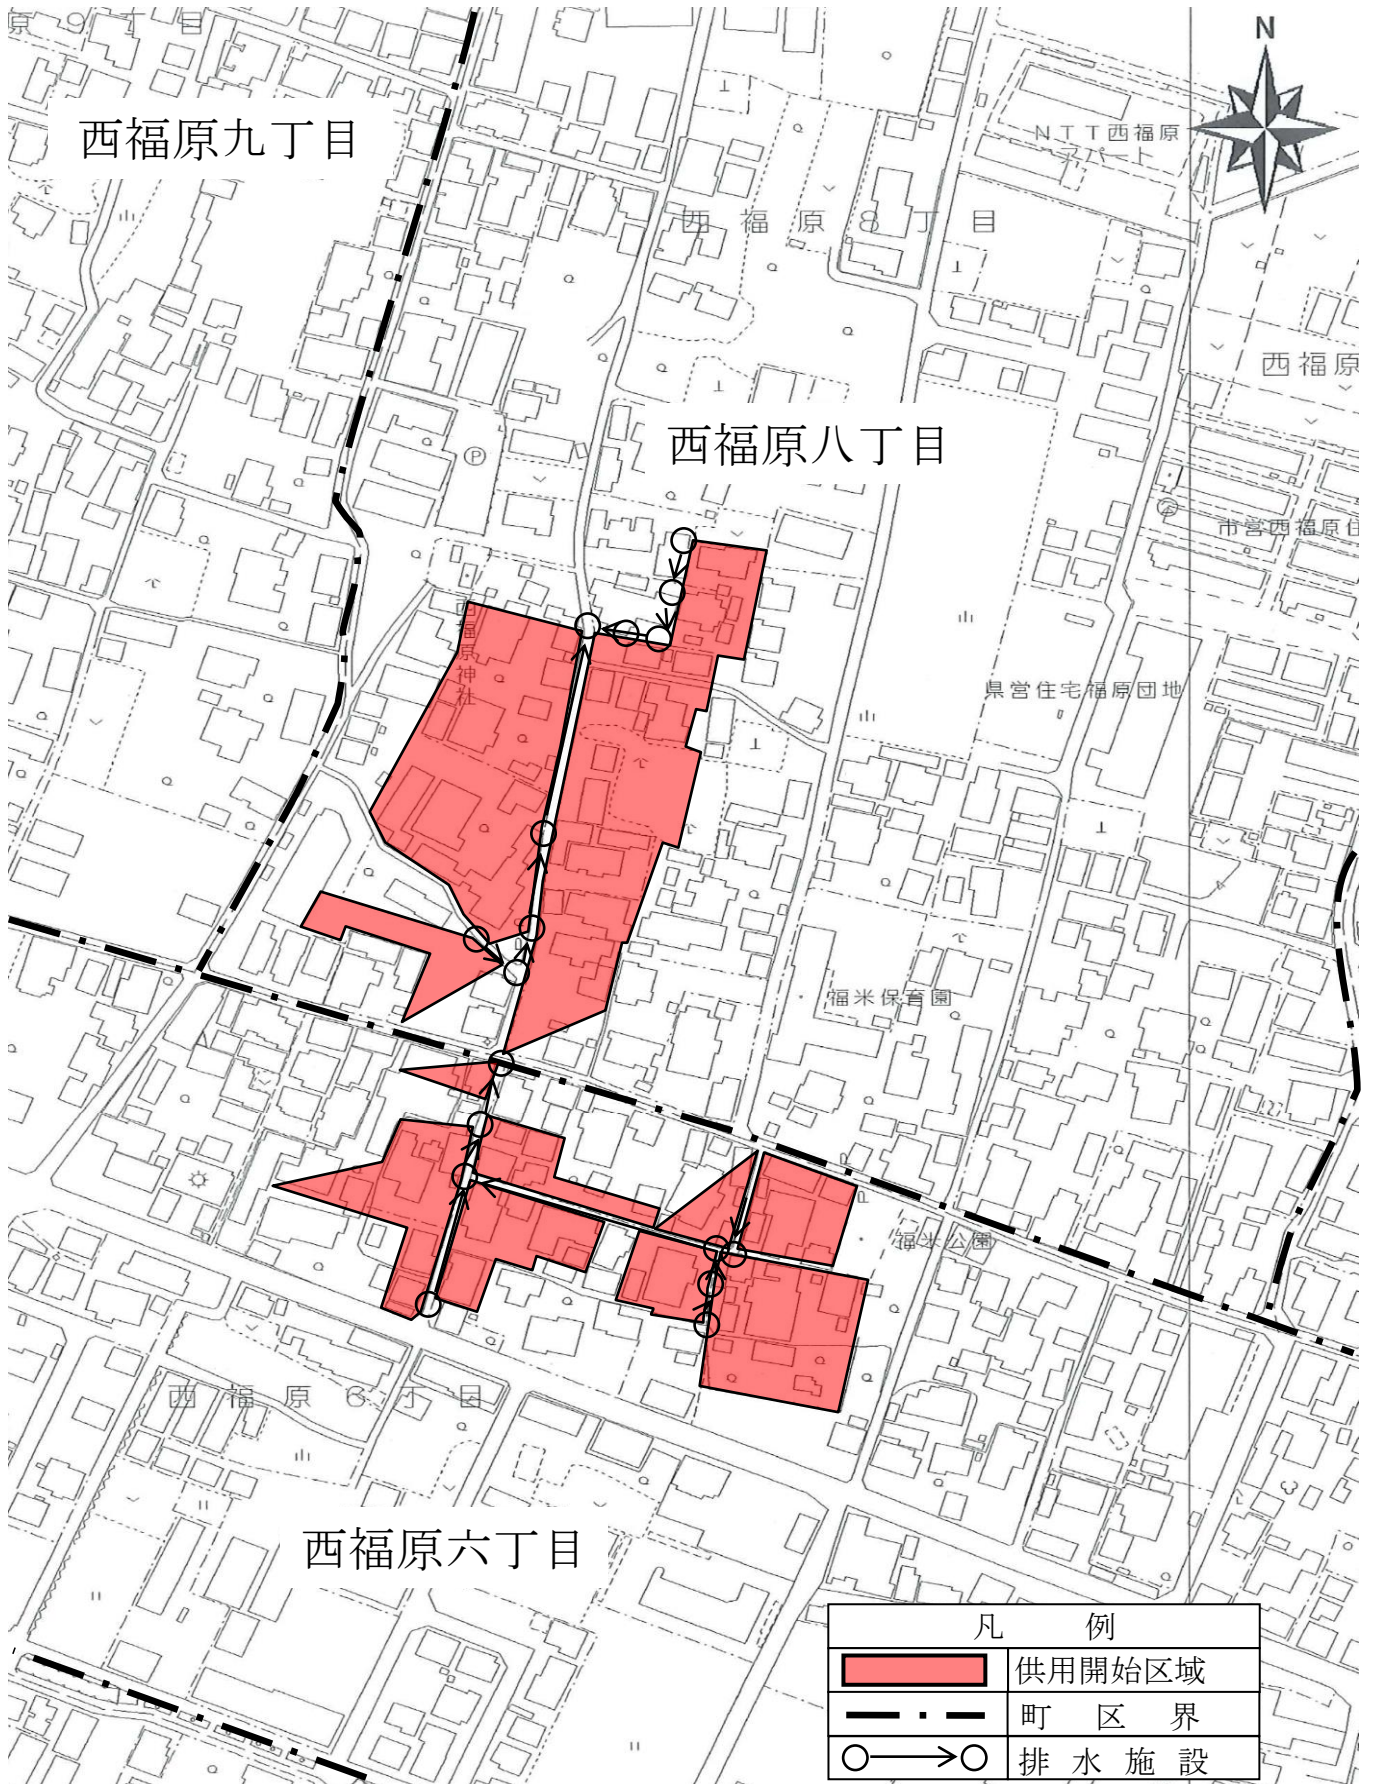 原9丁目
N
西福原九丁目
NTT西福原
アパート
西福原8丁目
西福原
西福原八丁目
P
市営西福原住
西福原神社
県営住宅福原団地
福米保育園
福米公園
西福原6丁目
西福原六丁目
凡 例
供用開始区域
町 区 界
排 水 施 設